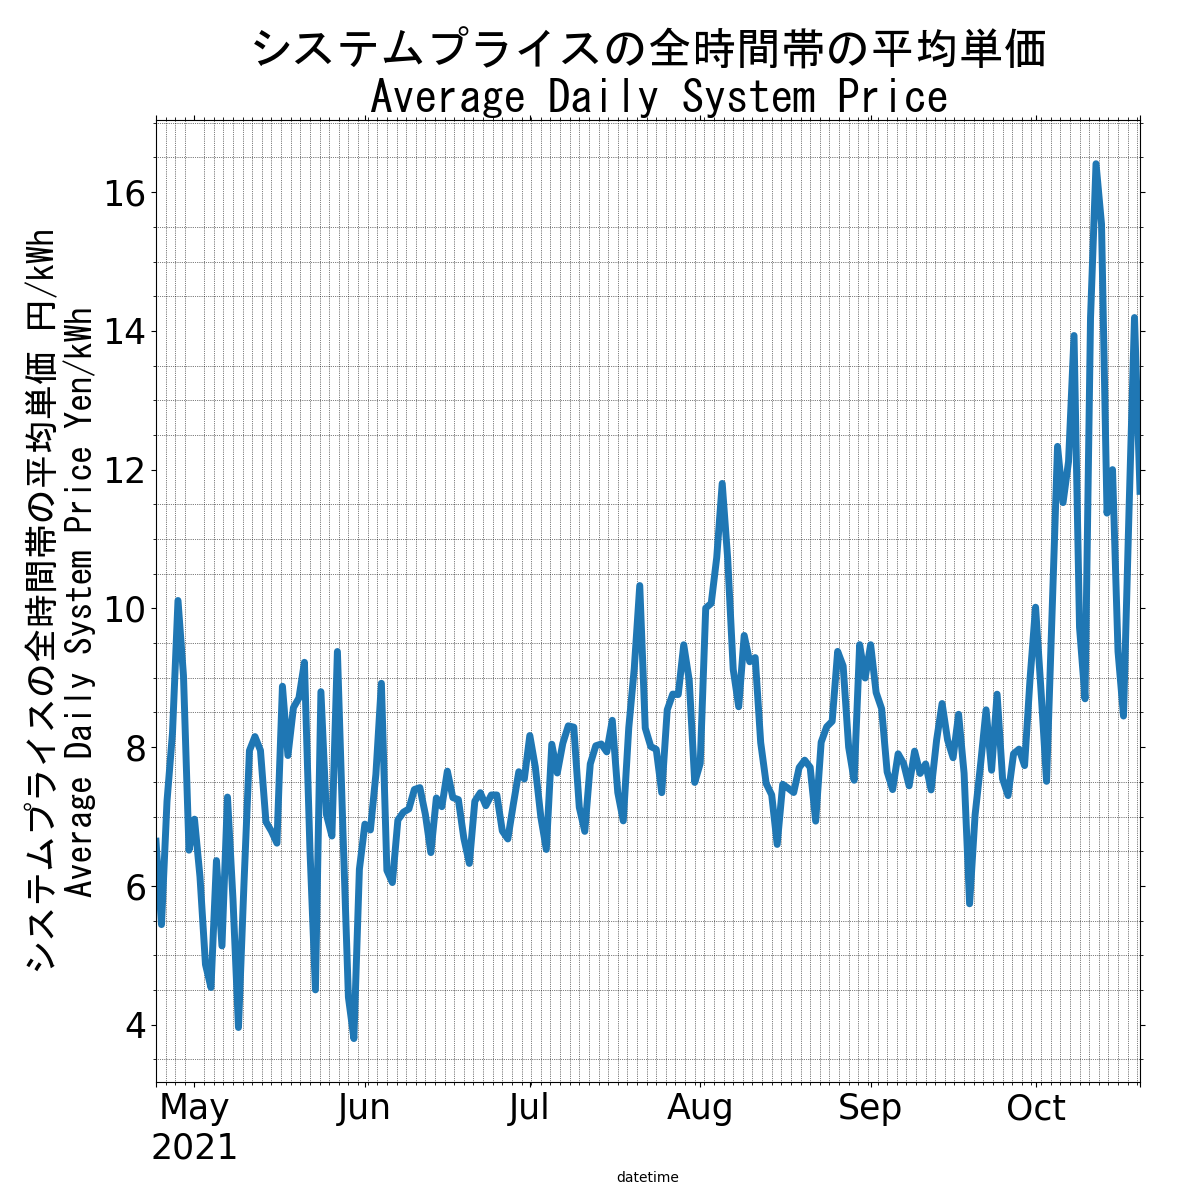 システムプライスの全時間帯の平均単価
Average Daily System Price
システムプライスの全時間帯の平均単価 円/kWh
Average Daily System Price Yen/kWh
16
14
12
10
8
6
4
May
2021
Jun
Jul
Aug
Sep
Oct
datetime